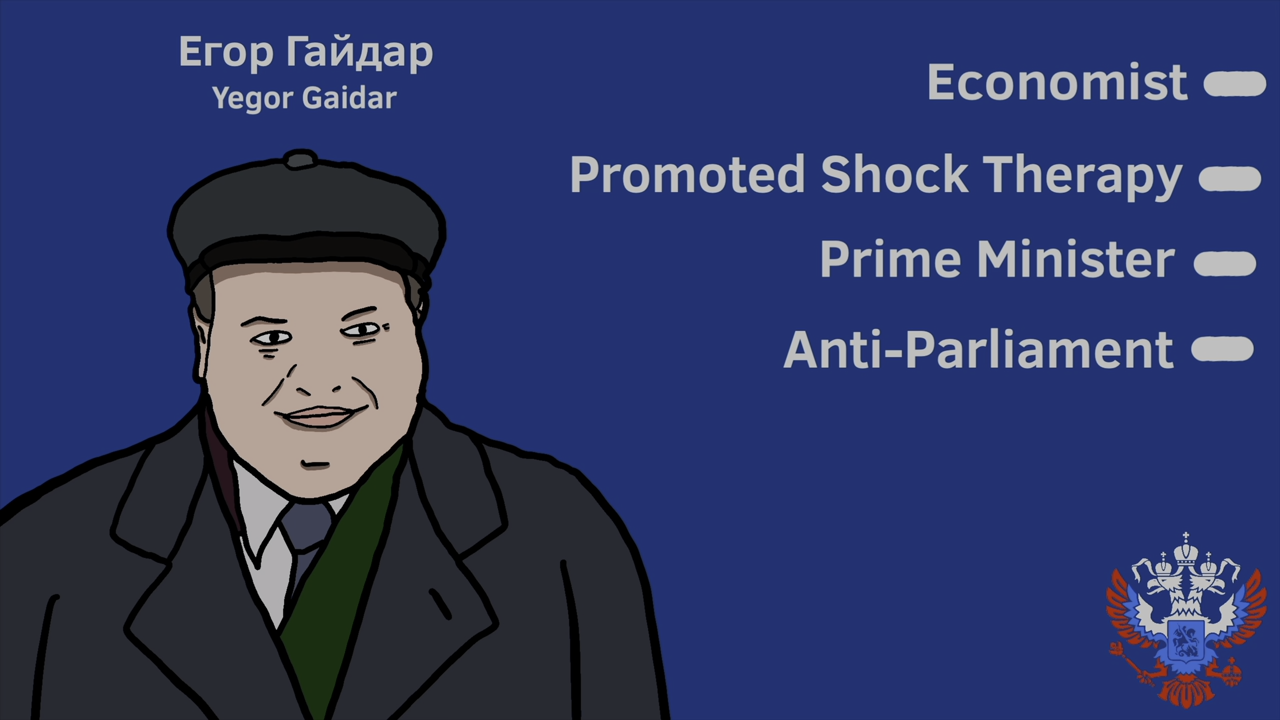 Егор Гайдар
Yegor Gaidar
Economist
Promoted Shock Therapy
Prime Minister
Anti-Parliament